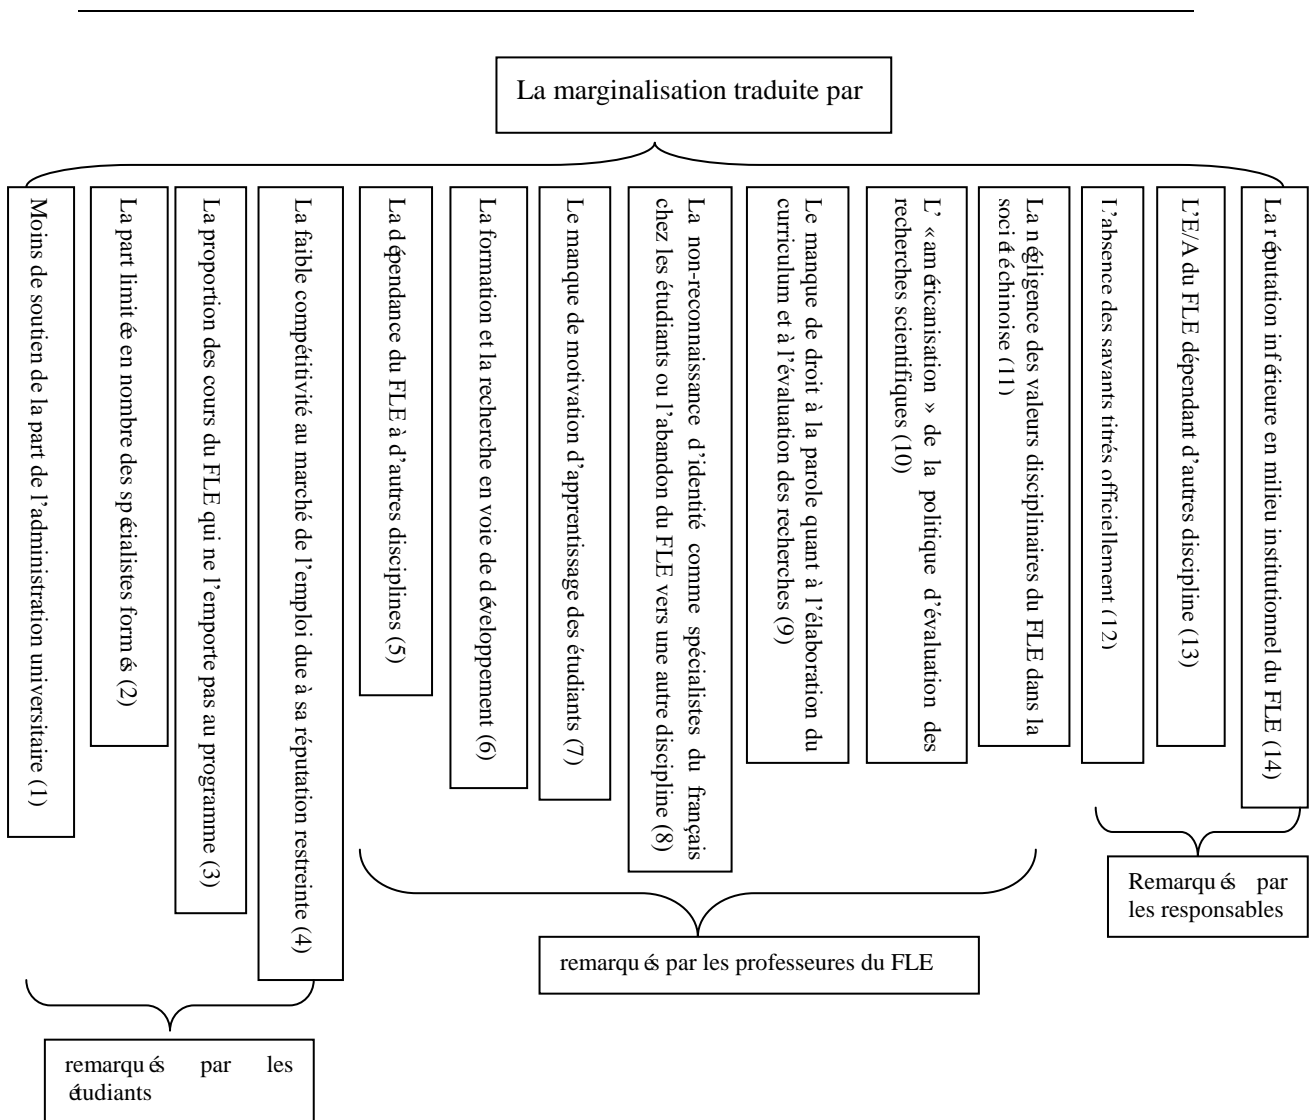 La marginalisation traduite par
Moins de soutien de la part de l'administration universitaire (1)
La part limitée en nombre des spécialistes formés (2)
La proportion des cours du FLE qui ne l'emporte pas au programme (3)
La faible compétitivité au marché de l'emploi due à sa réputation restreinte (4)
La dépendance du FLE à d'autres disciplines (5)
La formation et la recherche en voie de développement (6)
Le manque de motivation d'apprentissage des étudiants (7)
La non-reconnaissance d'identité comme spécialistes du français
chez les étudiants ou l'abandon du FLE vers une autre discipline (8)
Le manque de droit à la parole quant à l'élaboration du
curriculum et à l'évaluation des recherches (9)
L' «américanisation » de la politique d'évaluation des
recherches scientifiques (10)
La négligence des valeurs disciplinaires du FLE dans la
société chinoise (11)
L'absence des savants titrés officiellement (12)
L'E/A du FLE dépendant d'autres discipline (13)
La réputation inférieure en milieu institutionnel du FLE (14)
Remarqués par
les responsables
remarqués par les professeures du FLE
remarqués par les
étudiants